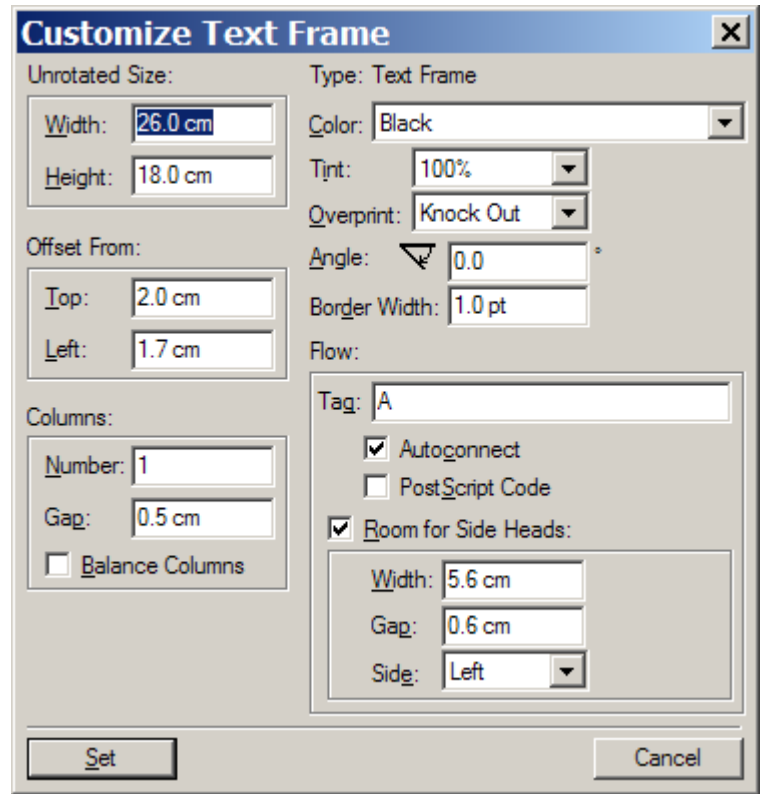 Customize Text Frame
Unrotated Size:
Width: 26.0 cm
Height: 18.0 cm
Offset From:
Top: 2.0 cm
Left: 1.7 cm
Columns:
Number: 1
Gap: 0.5 cm
Balance Columns
Type: Text Frame
Color: Black
Tint: 100%
Overprint: Knock Out
Angle: 0.0 °
Border Width: 1.0 pt
Flow:
Tag: A
Autoconnect
PostScript Code
Room for Side Heads:
Width: 5.6 cm
Gap: 0.6 cm
Side: Left
Set
Cancel